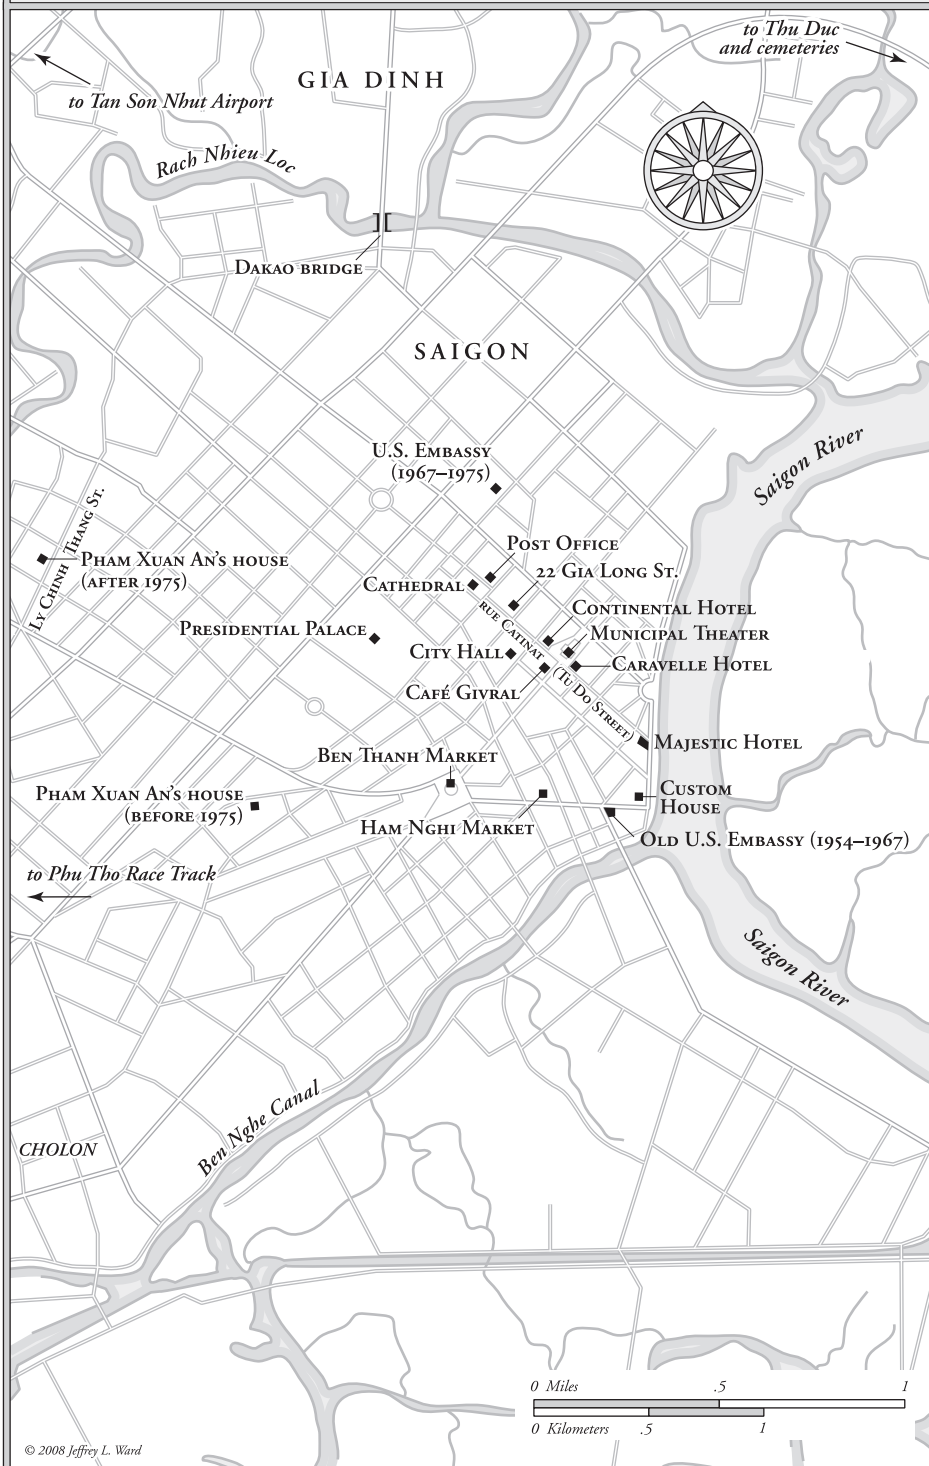 to Thu Duc
and cemeteries
GIA DINH
to Tan Son Nhut Airport
Rach Nhieu Loc
DAKAO BRIDGE
SAIGON
U.S. EMBASSY
(1967–1975)
Saigon River
LY CHINH THANG ST.
POST OFFICE
PHAM XUAN AN'S HOUSE
(AFTER 1975)
22 GIA LONG ST.
CATHEDRAL
RUE CATINAT
(TU DO STREET)
CONTINENTAL HOTEL
PRESIDENTIAL PALACE
MUNICIPAL THEATER
CITY HALL
CARAVELLE HOTEL
CAFÉ GIVRAL
MAJESTIC HOTEL
BEN THANH MARKET
PHAM XUAN AN'S HOUSE
(BEFORE 1975)
CUSTOM
HOUSE
HAM NGHI MARKET
OLD U.S. EMBASSY (1954–1967)
to Phu Tho Race Track
Saigon River
Ben Nghe Canal
CHOLON
0 Miles .5 1
0 Kilometers .5 1
© 2008 Jeffrey L. Ward